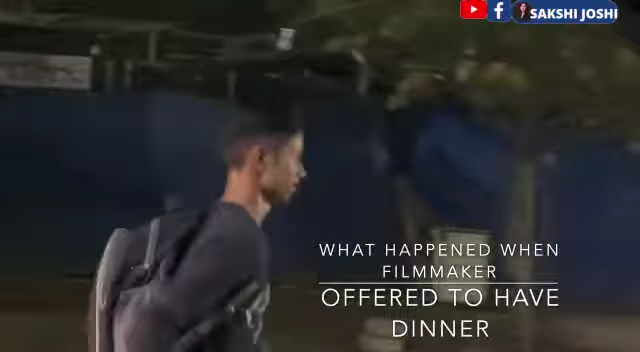 SAKSHI JOSHI
WHAT HAPPENED WHEN
FILMMAKER
OFFERED TO HAVE
DINNER